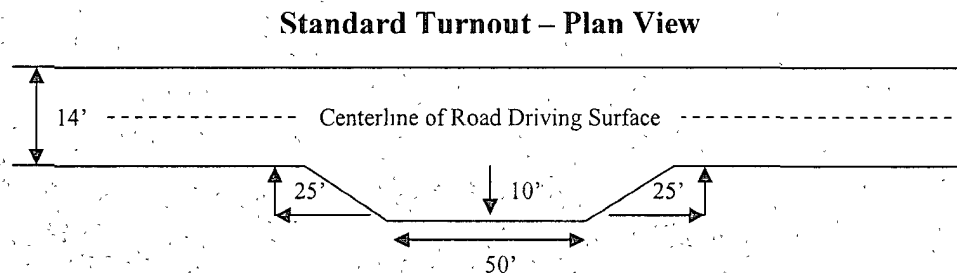 Standard Turnout – Plan View
14' Centerline of Road Driving Surface
25' 10' 25'
50'